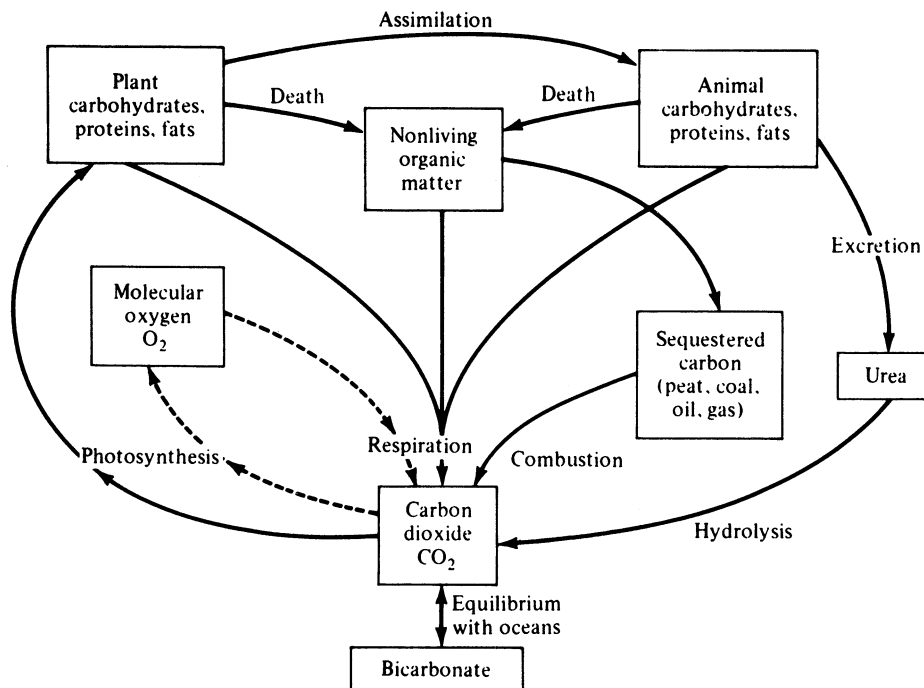 Assimilation
Plant
carbohydrates,
proteins, fats
Death
Death
Animal
carbohydrates,
proteins, fats
Nonliving
organic
matter
Excretion
Molecular
oxygen
O₂
Sequestered
carbon
(peat, coal,
oil, gas)
Urea
Photosynthesis
Respiration
Combustion
Carbon
dioxide
CO₂
Hydrolysis
Equilibrium
with oceans
Bicarbonate